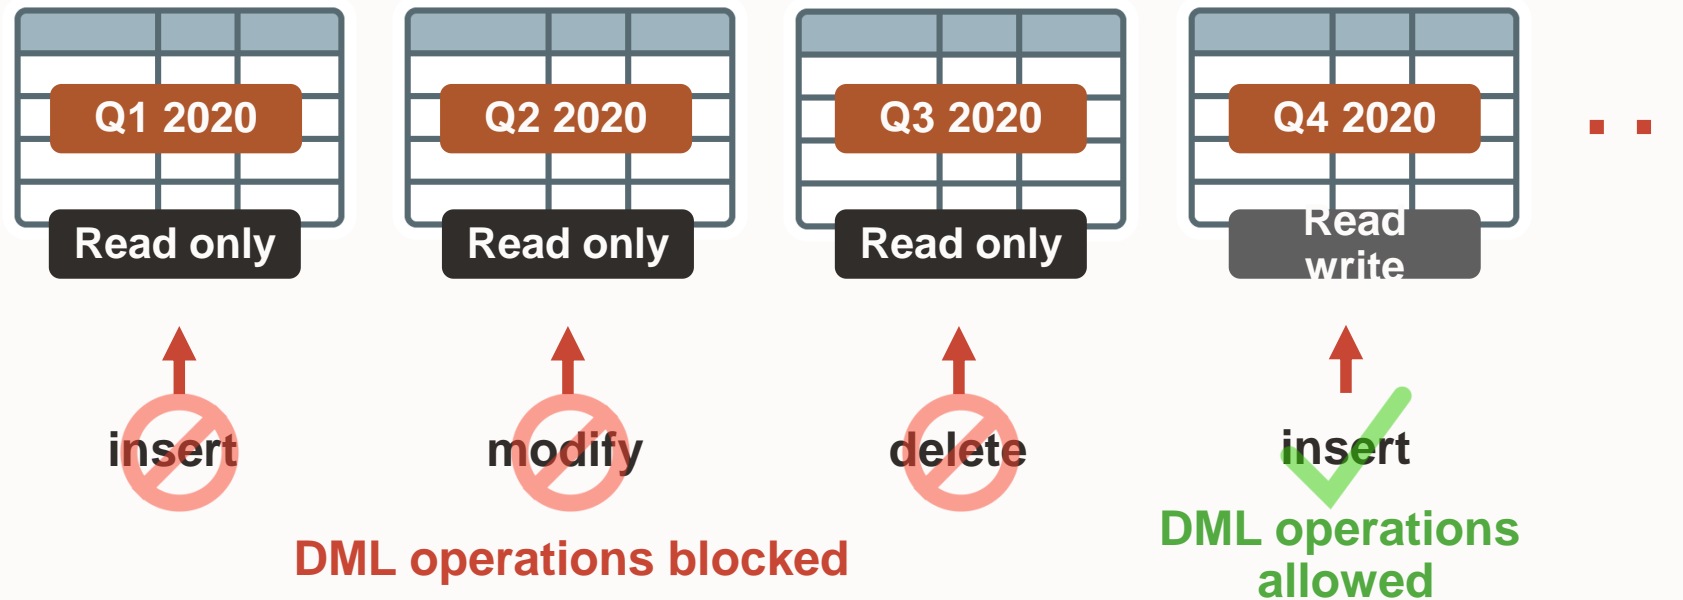 Q1 2020
Q2 2020
Q3 2020
Q4 2020
. .
Read only
Read only
Read only
Read
write
insert
modify
delete
insert
DML operations blocked
DML operations
allowed